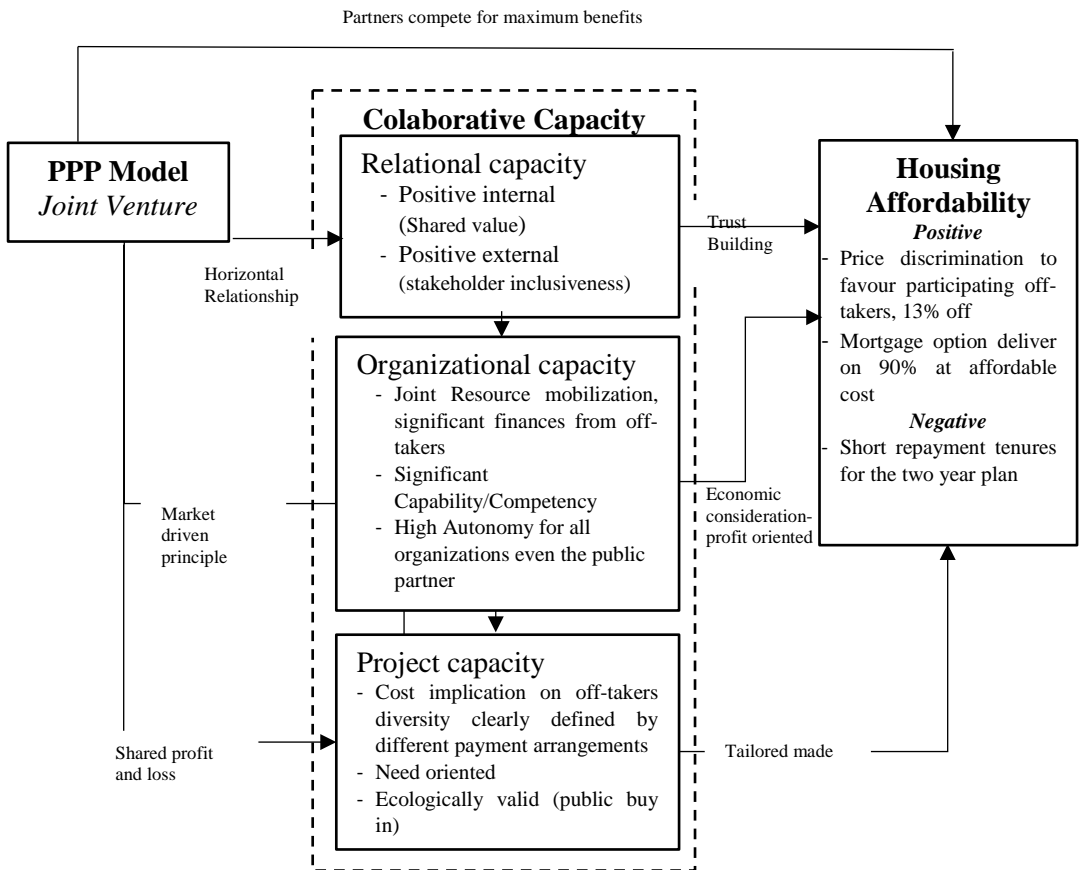 Partners compete for maximum benefits
Colaborative Capacity
PPP Model
Joint Venture
Relational capacity
- Positive internal
(Shared value)
- Positive external
(stakeholder inclusiveness)
Horizontal
Relationship
Trust
Building
Housing
Affordability
Positive
- Price discrimination to
favour participating off-
takers, 13% off
- Mortgage option deliver
on 90% at affordable
cost
Negative
- Short repayment tenures
for the two year plan
Organizational capacity
- Joint Resource mobilization,
significant finances from off-
takers
- Significant
Capability/Competency
- High Autonomy for all
organizations even the public
partner
Market
driven
principle
Economic
consideration-
profit oriented
Project capacity
- Cost implication on off-takers
diversity clearly defined by
different payment arrangements
- Need oriented
- Ecologically valid (public buy
in)
Shared profit
and loss
Tailored made